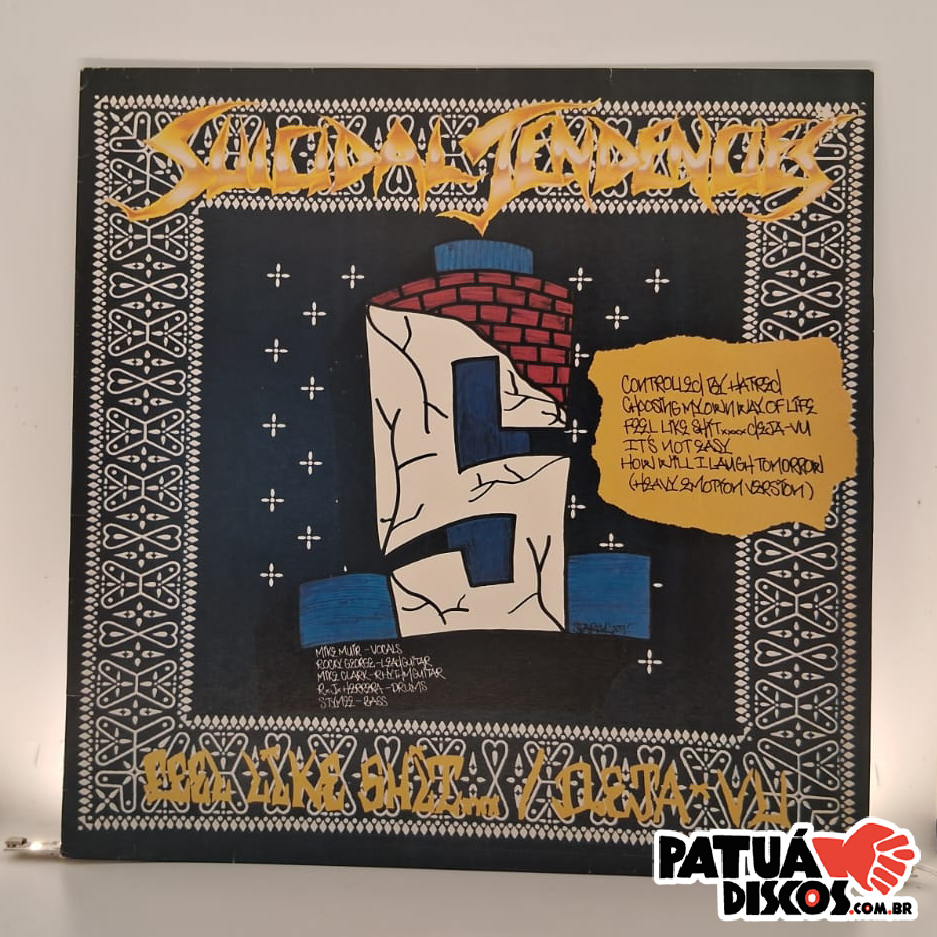 SUICIDAL TENDENCIES
CONTROLLED BY HATRED
CHOOSING MY OWN WAY OF LIFE
FEEL LIKE SHIT....DEJA-VU
IT'S NOT EASY
HOW WILL I LAUGH TOMORROW
(HEAVY EMOTION VERSION)
MIKE MUIR - VOCALS
ROCKY GEORGE - LEAD GUITAR
MIKE CLARK - RHYTHM GUITAR
R.J. HERRERA - DRUMS
STYMEE - BASS
FEEL LIKE SHIT... / DEJA-VU
PATUÁ
DISCOS.COM.BR